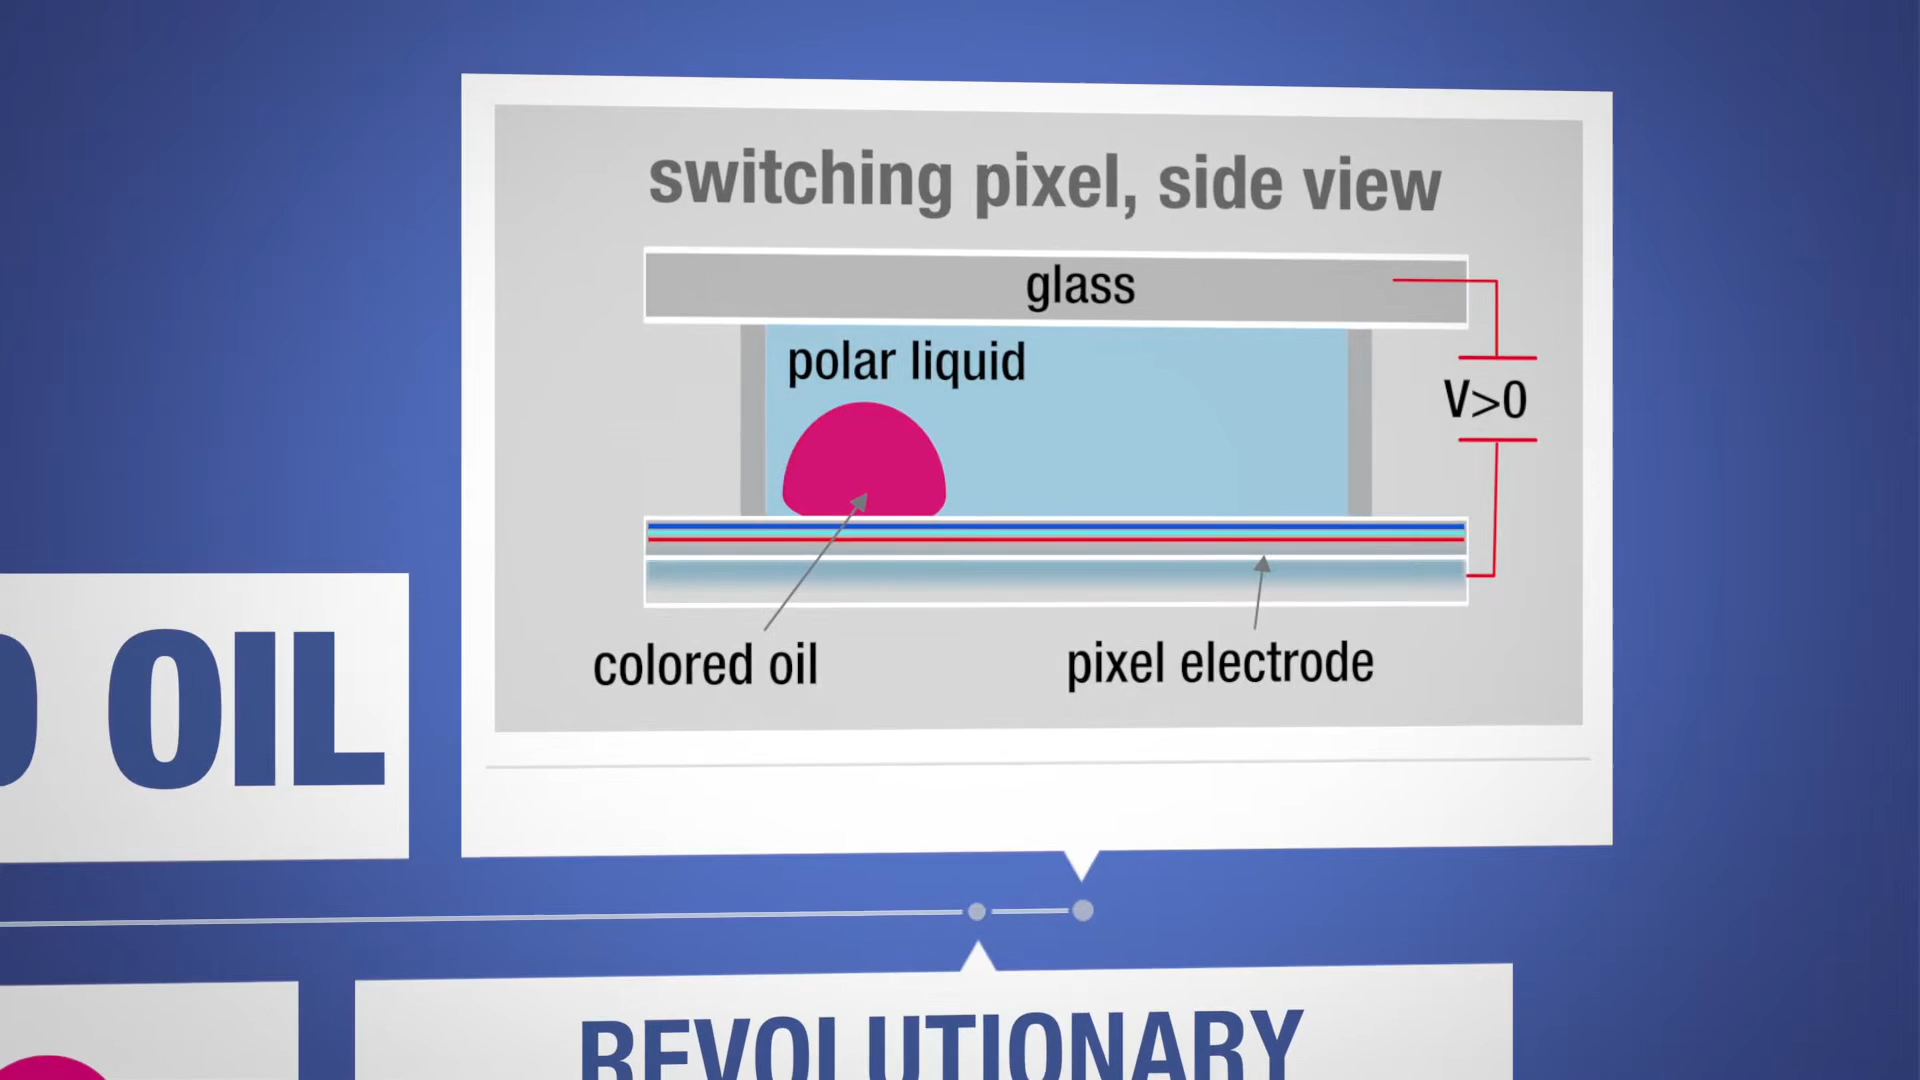 switching pixel, side view
glass
polar liquid
V>0
colored oil
pixel electrode
OIL
REVOLUTIONARY